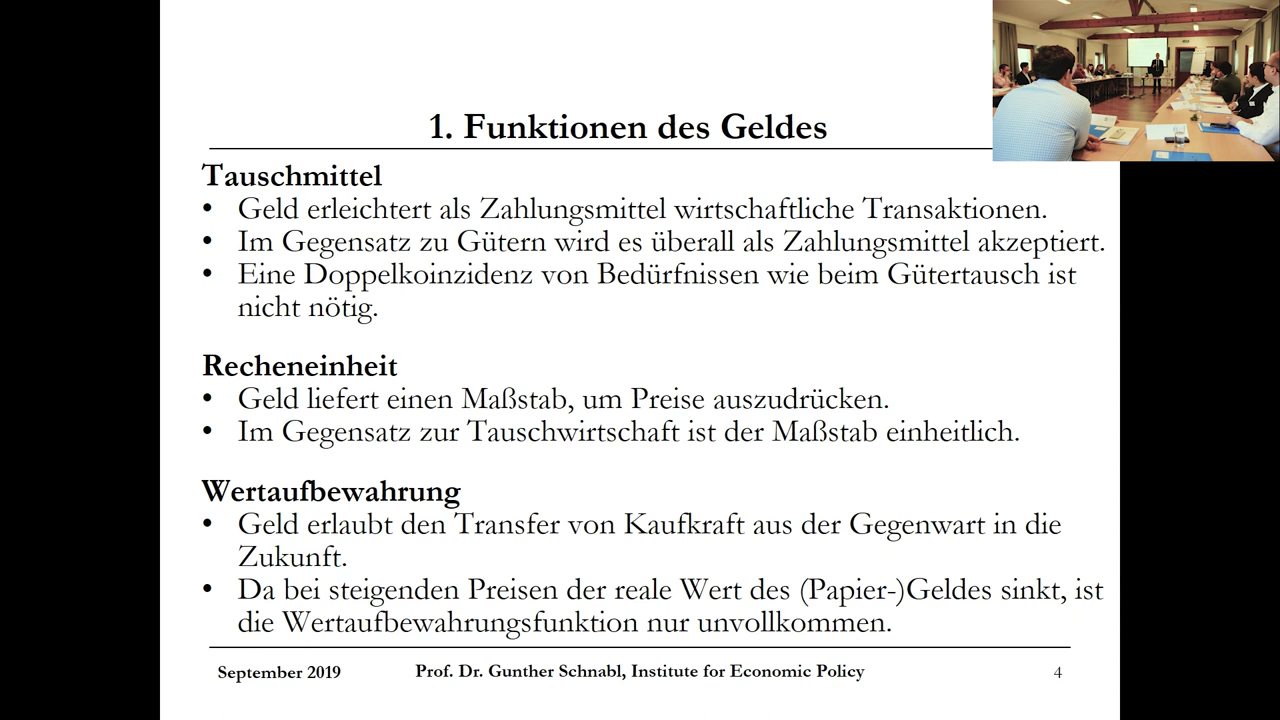 1. Funktionen des Geldes
Tauschmittel
• Geld erleichtert als Zahlungsmittel wirtschaftliche Transaktionen.
• Im Gegensatz zu Gütern wird es überall als Zahlungsmittel akzeptiert.
• Eine Doppelkoinzidenz von Bedürfnissen wie beim Gütertausch ist
nicht nötig.
Recheneinheit
• Geld liefert einen Maßstab, um Preise auszudrücken.
• Im Gegensatz zur Tauschwirtschaft ist der Maßstab einheitlich.
Wertaufbewahrung
• Geld erlaubt den Transfer von Kaufkraft aus der Gegenwart in die
Zukunft.
• Da bei steigenden Preisen der reale Wert des (Papier-)Geldes sinkt, ist
die Wertaufbewahrungsfunktion nur unvollkommen.
September 2019
Prof. Dr. Gunther Schnabl, Institute for Economic Policy
4